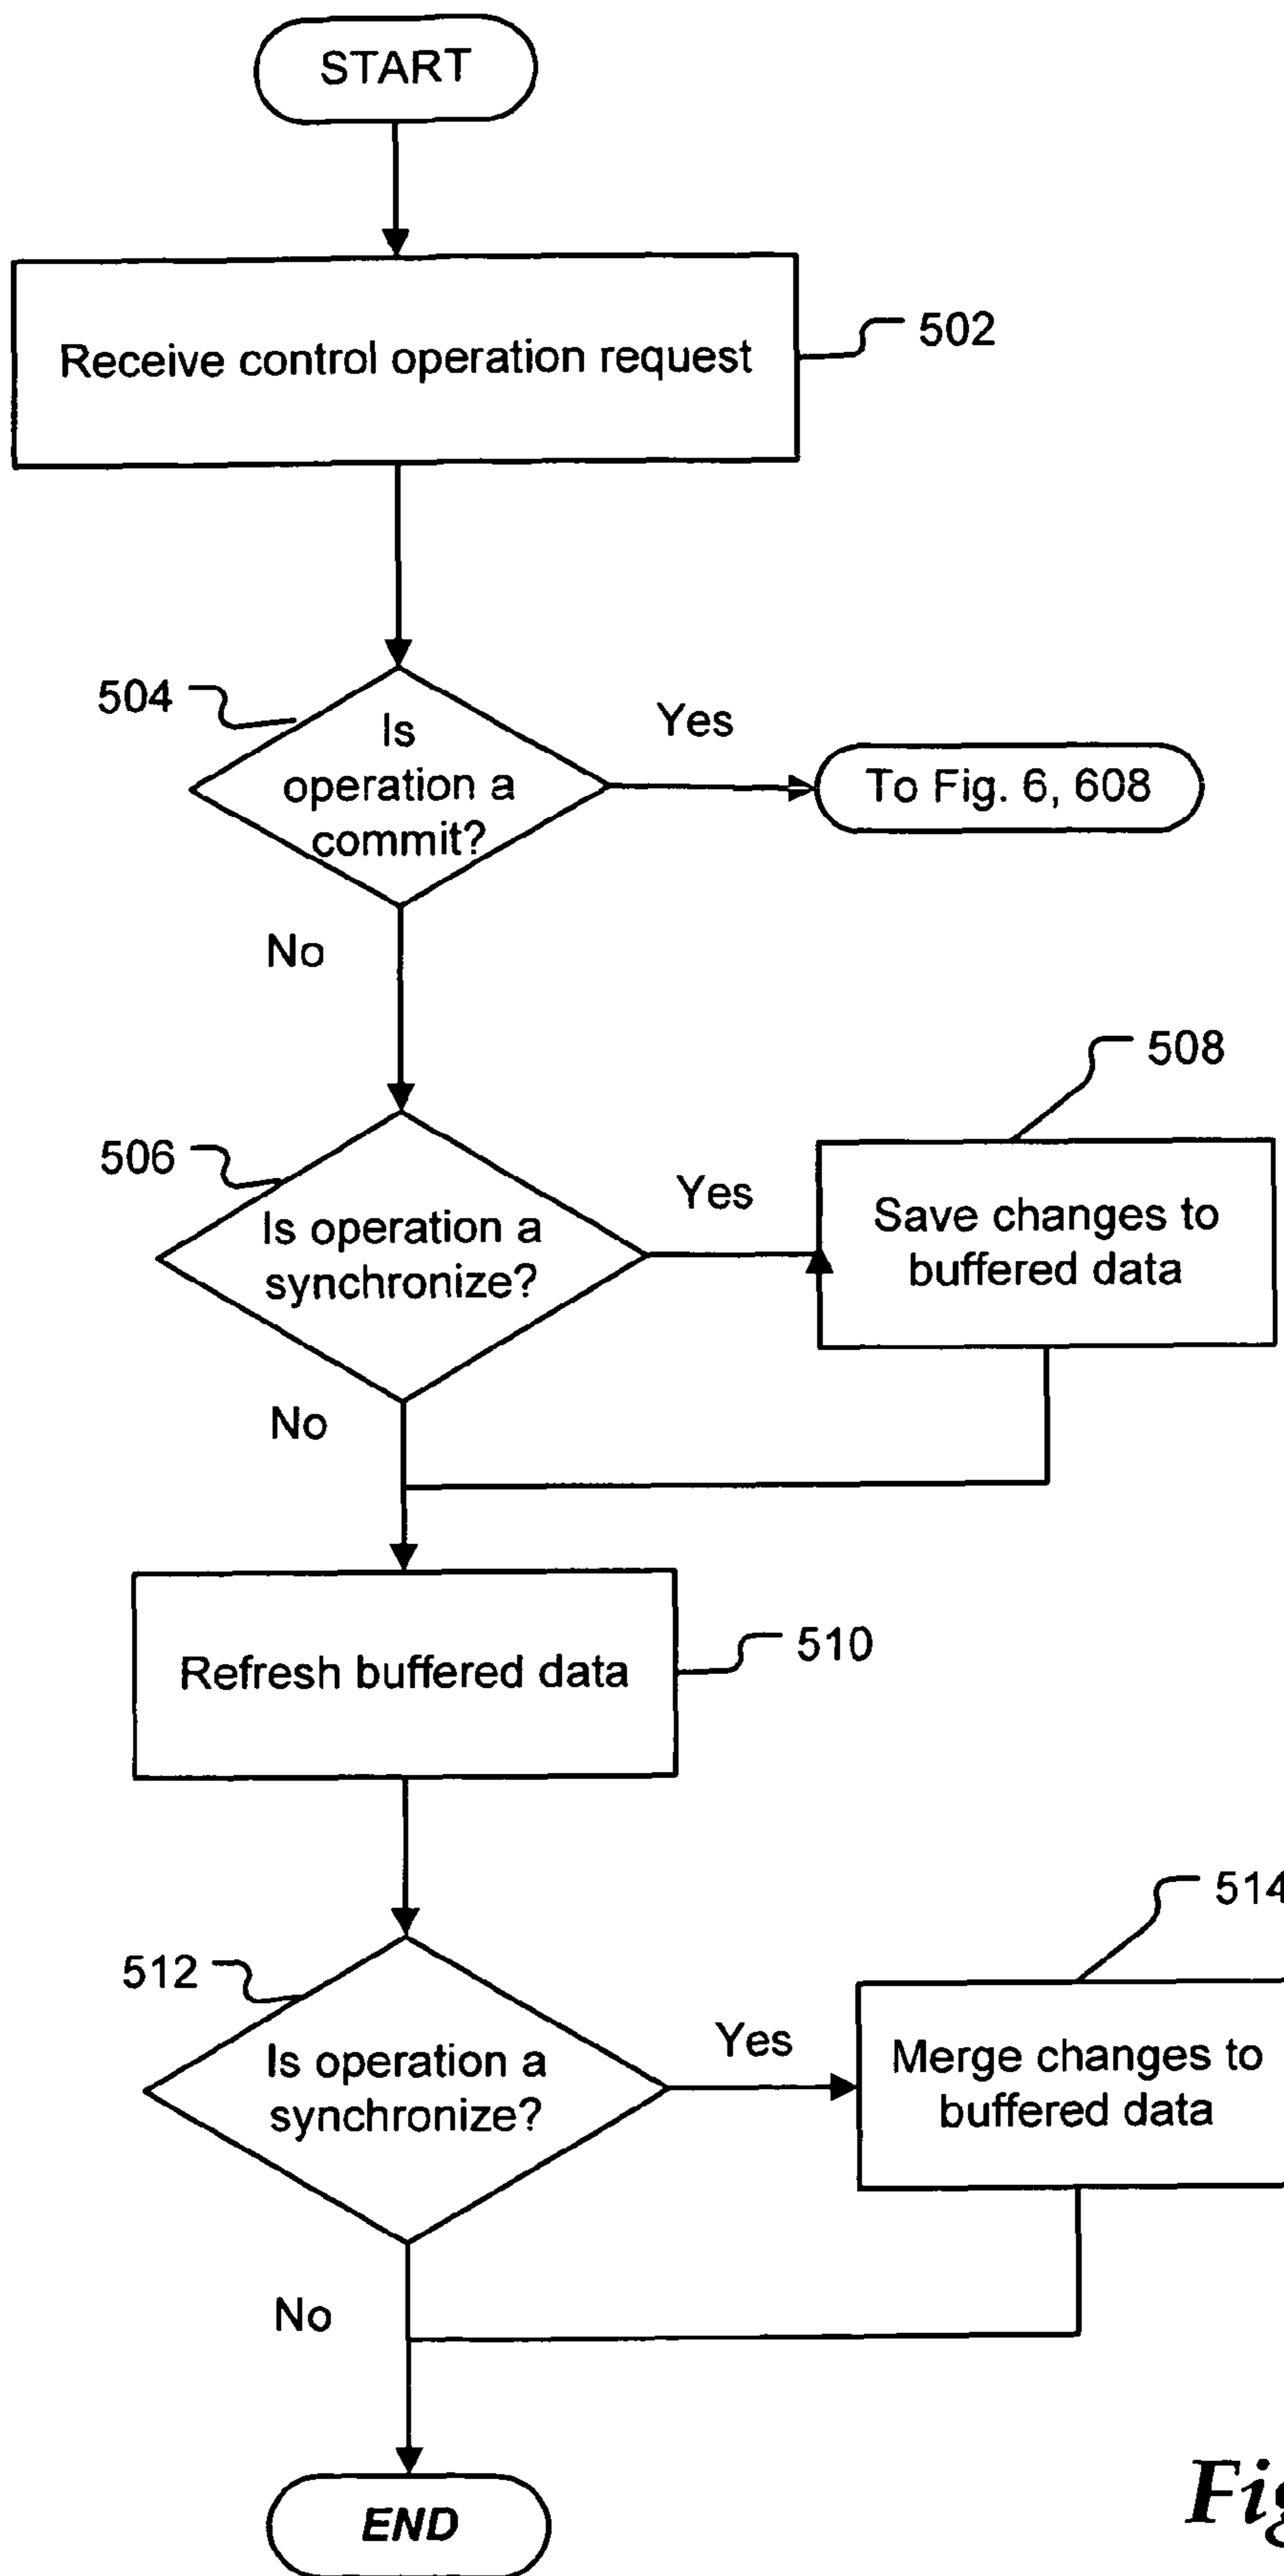 START
Receive control operation request
502
504
Is
operation a
commit?
Yes
To Fig. 6, 608
No
508
506
Is operation a
synchronize?
Yes
Save changes to
buffered data
No
Refresh buffered data
510
514
512
Is operation a
synchronize?
Yes
Merge changes to
buffered data
No
END